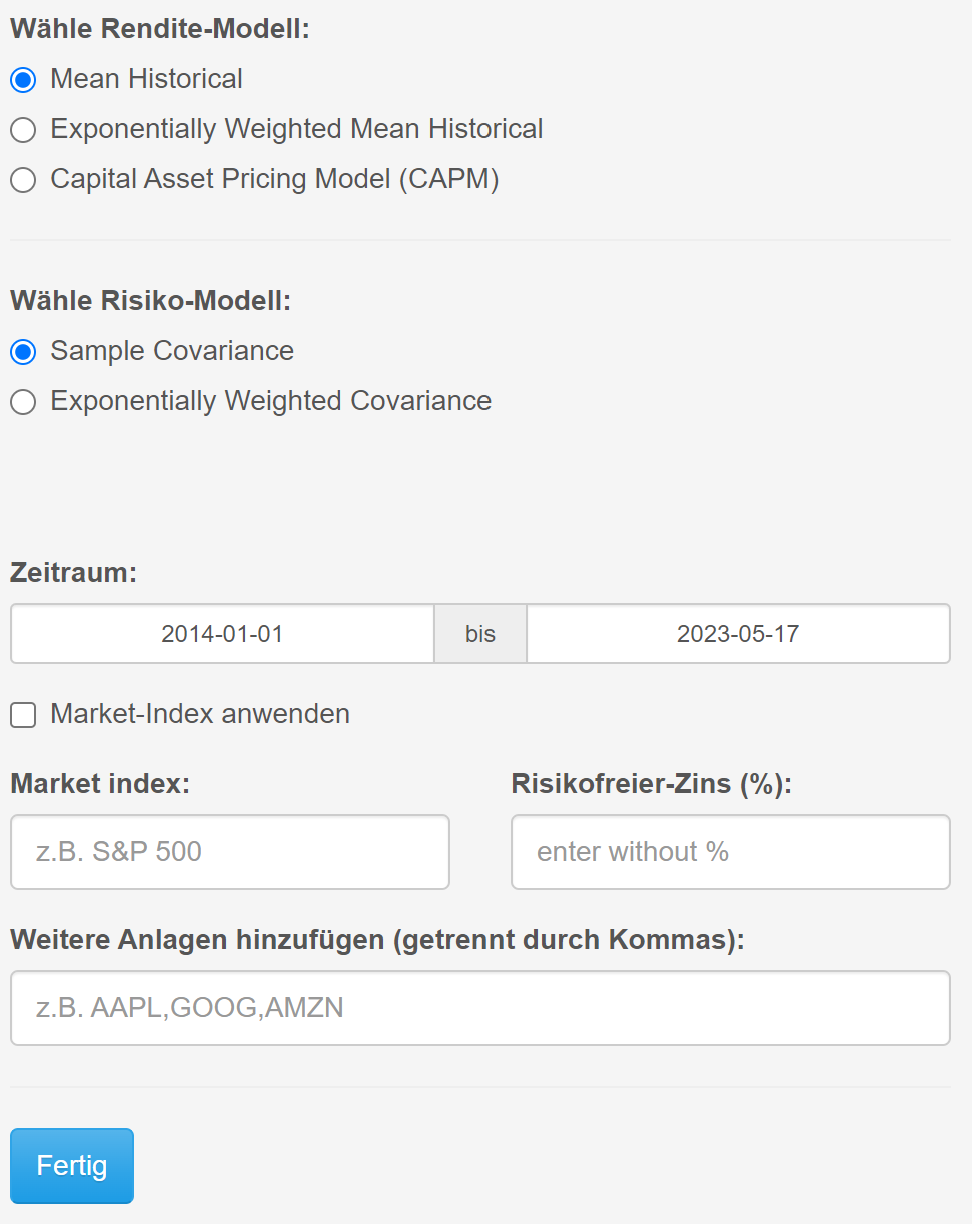 Wähle Rendite-Modell:
Mean Historical
Exponentially Weighted Mean Historical
Capital Asset Pricing Model (CAPM)
Wähle Risiko-Modell:
Sample Covariance
Exponentially Weighted Covariance
Zeitraum:
2014-01-01 bis 2023-05-17
Market-Index anwenden
Market index: Risikofreier-Zins (%):
z.B. S&P 500 enter without %
Weitere Anlagen hinzufügen (getrennt durch Kommas):
z.B. AAPL,GOOG,AMZN
Fertig